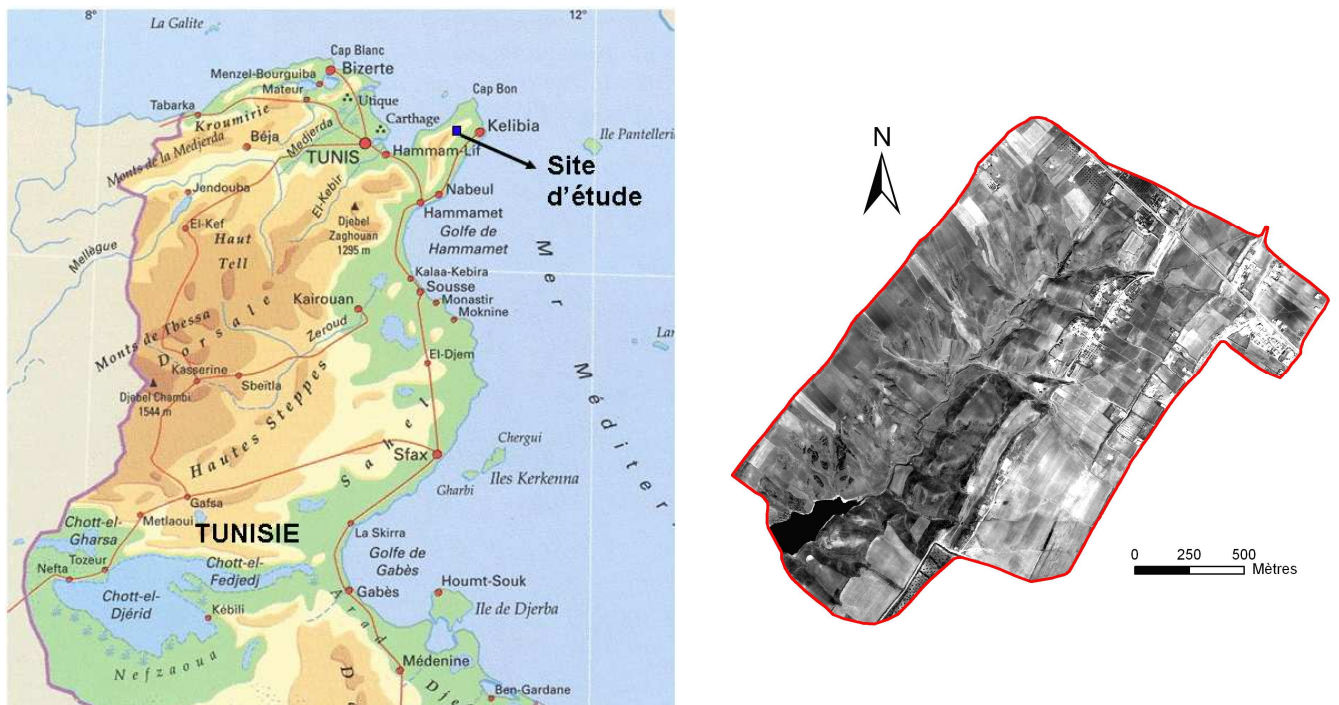 8°
12°
La Galite
Cap Blanc
Bizerte
Menzel-Bourguiba
Mateur
Cap Bon
Tabarka
Utique
Kroumirie
Carthage
Kelibia
Ile Pantelleria
Medjerda
Béja
Monts de la Medjerda
TUNIS
Hammam-Lif
Site
d'étude
Jendouba
El-Kebir
Nabeul
Djebel
Zaghouan
1295 m
Hammamet
Golfe de
Hammamet
El-Kef
Haut
Tell
Mellègue
Mer Méditer
Kalaa-Kebira
Sousse
Monastir
Moknine
Kairouan
Zeroud
Monts de Tbessa
Dorsale
Lan
El-Djem
Kasserine
Sbeïtla
Djebel Chambi
1544 m
Hautes Steppes
Sahel
Chergui
Sfax
Iles Kerkenna
Gharbi
Gafsa
Metlaoui
TUNISIE
La Skirra
Chott-el-
Gharsa
Golfe de
Gabès
Tozeur
Nefta
Chott-el-
Fedjedj
Houmt-Souk
Gabès
Chott-el-
Djérid
Ile de Djerba
Kébili
Arad
Nefzaoua
Médenine
D
Dje
Ben-Gardane
N
0 250 500
Mètres